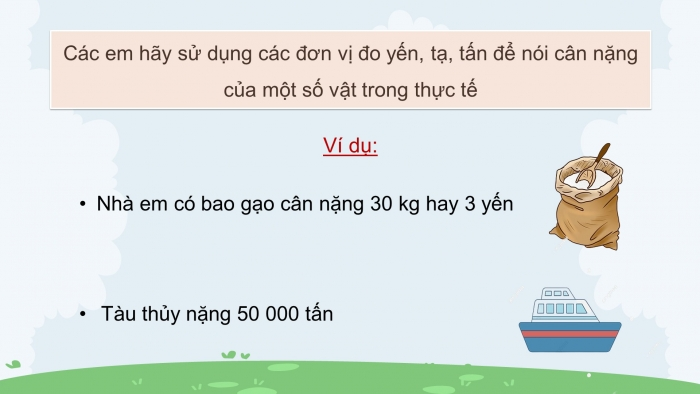 Các em hãy sử dụng các đơn vị đo yến, tạ, tấn để nói cân nặng
của một số vật trong thực tế
Ví dụ:
• Nhà em có bao gạo cân nặng 30 kg hay 3 yến
• Tàu thủy nặng 50 000 tấn